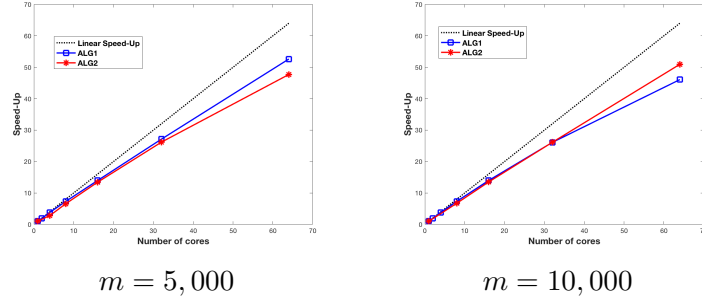 70
60
50
40
30
20
10
0
Speed-Up
Linear Speed-Up
ALG1
ALG2
0 10 20 30 40 50 60 70
Number of cores
m = 5,000
70
60
50
40
30
20
10
0
Speed-Up
Linear Speed-Up
ALG1
ALG2
0 10 20 30 40 50 60 70
Number of cores
m = 10,000